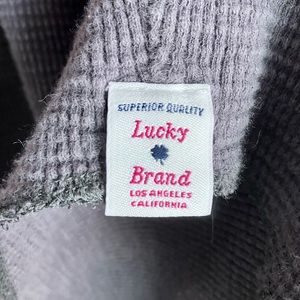 SUPERIOR QUALITY
Lucky
Brand
LOS ANGELES
CALIFORNIA